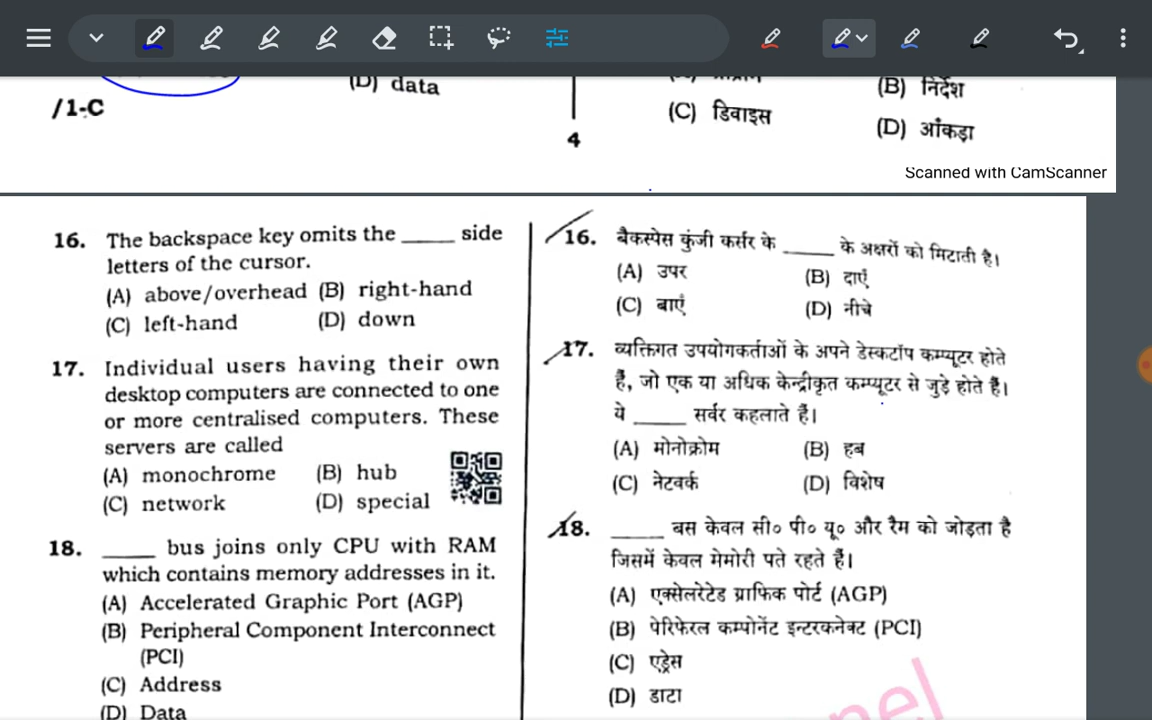 (D) data
(B) निर्देश
/1-C
(C) डिवाइस
(D) आँकड़ा
4
Scanned with CamScanner
16. The backspace key omits the ____ side
letters of the cursor.
(A) above/overhead (B) right-hand
(C) left-hand (D) down
17. Individual users having their own
desktop computers are connected to one
or more centralised computers. These
servers are called
(A) monochrome (B) hub
(C) network (D) special
18. ____ bus joins only CPU with RAM
which contains memory addresses in it.
(A) Accelerated Graphic Port (AGP)
(B) Peripheral Component Interconnect
(PCI)
(C) Address
(D) Data
16. बैकस्पेस कुंजी कर्सर के ____ के अक्षरों को मिटाती है।
(A) उपर (B) दाएँ
(C) बाएँ (D) नीचे
17. व्यक्तिगत उपयोगकर्ताओं के अपने डेस्कटॉप कम्प्यूटर होते
हैं, जो एक या अधिक केन्द्रीकृत कम्प्यूटर से जुड़े होते हैं।
ये ____ सर्वर कहलाते हैं।
(A) मोनोक्रोम (B) हब
(C) नेटवर्क (D) विशेष
18. ____ बस केवल सी० पी० यू० और रैम को जोड़ता है
जिसमें केवल मेमोरी पते रहते हैं।
(A) एक्सेलरेटेड ग्राफिक पोर्ट (AGP)
(B) पेरिफेरल कम्पोनेंट इन्टरकनेक्ट (PCI)
(C) एड्रेस
(D) डाटा
nel